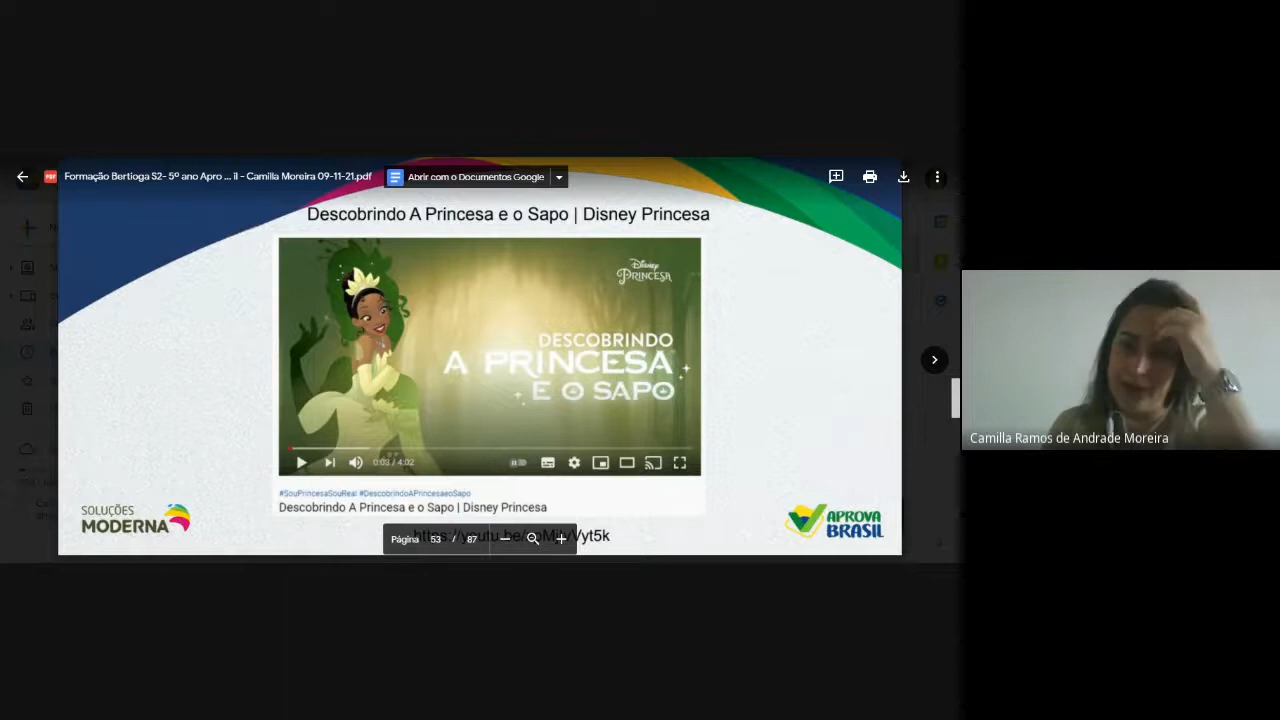 Formação Bertioga S2- 5º ano Apro ... il - Camilla Moreira 09-11-21.pdf
Abrir com o Documentos Google
Descobrindo A Princesa e o Sapo | Disney Princesa
Disney
PRINCESA
DESCOBRINDO
A PRINCESA
E O SAPO
0:03 / 4:02
#SouPrincesaSouReal #DescobrindoAPrincesaeoSapo
Descobrindo A Princesa e o Sapo | Disney Princesa
Camilla Ramos de Andrade Moreira
SOLUÇÕES
MODERNA
APROVA
BRASIL
Página 53 / 87